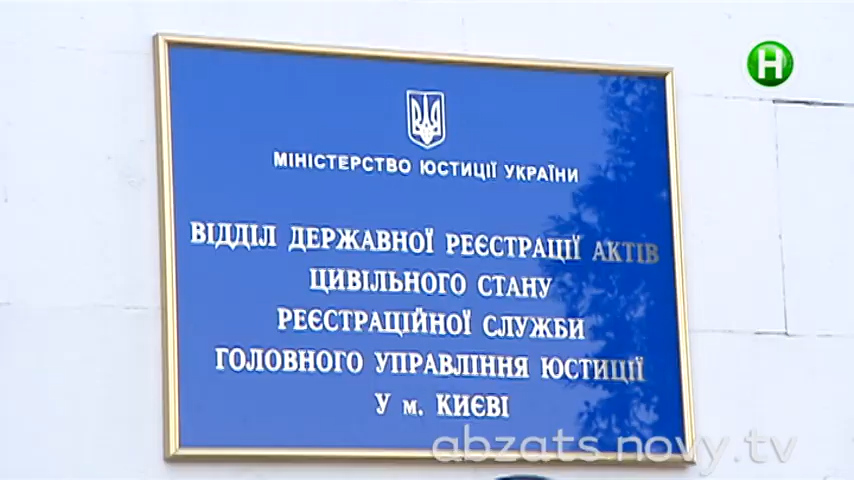 Н
МІНІСТЕРСТВО ЮСТИЦІЇ УКРАЇНИ
ВІДДІЛ ДЕРЖАВНОЇ РЕЄСТРАЦІЇ АКТІВ
ЦИВІЛЬНОГО СТАНУ
РЕЄСТРАЦІЙНОЇ СЛУЖБИ
ГОЛОВНОГО УПРАВЛІННЯ ЮСТИЦІЇ
У м. КИЄВІ
abzats.novy.tv